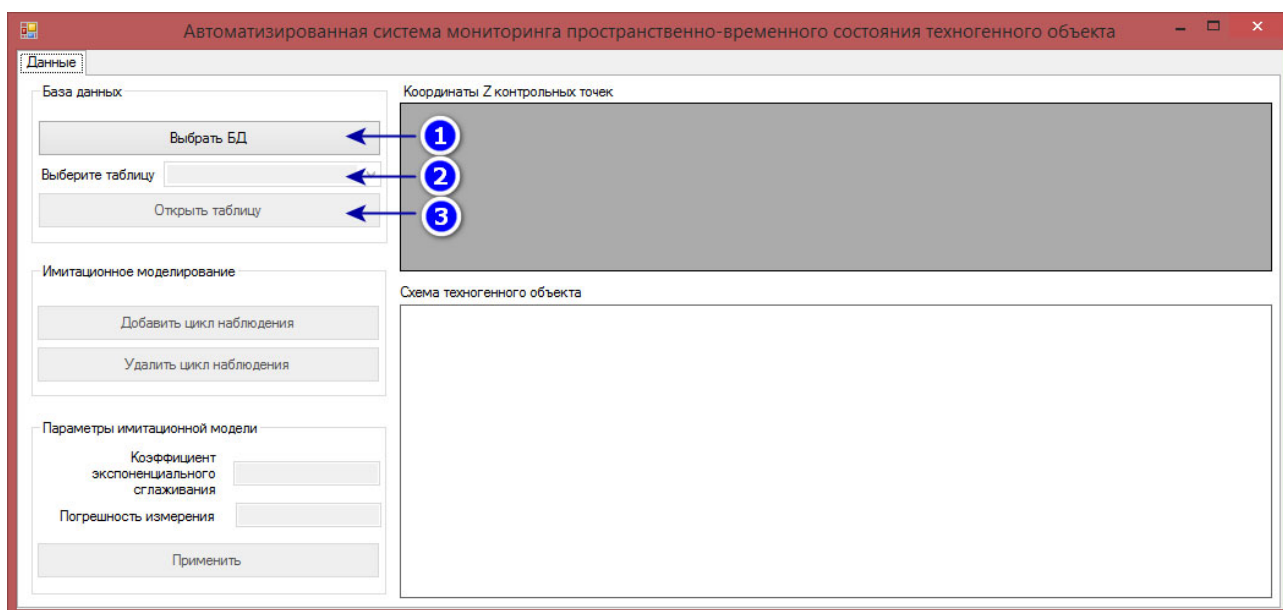 Автоматизированная система мониторинга пространственно-временного состояния техногенного объекта
Данные
База данных
Выбрать БД
1
Выберите таблицу
2
Открыть таблицу
3
Имитационное моделирование
Добавить цикл наблюдения
Удалить цикл наблюдения
Параметры имитационной модели
Коэффициент
экспоненциального
сглаживания
Погрешность измерения
Применить
Координаты Z контрольных точек
Схема техногенного объекта